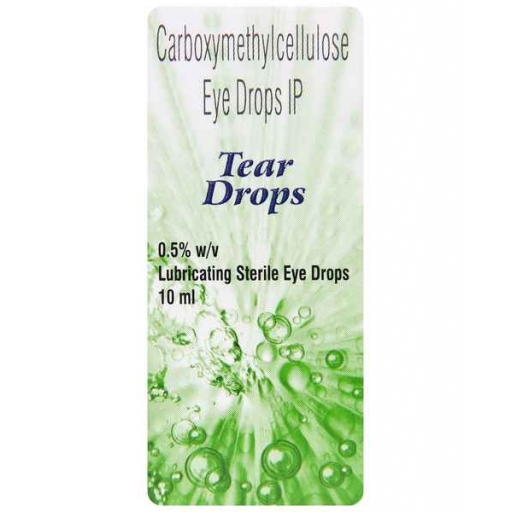 Carboxymethylcellulose
Eye Drops IP
Tear
Drops
0.5% w/v
Lubricating Sterile Eye Drops
10 ml